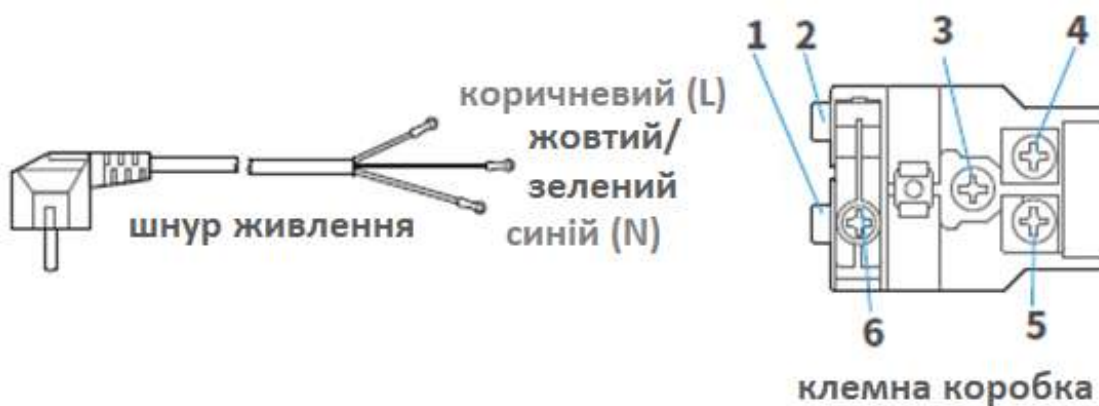 1 2 3 4
коричневий (L)
жовтий/
зелений
синій (N)
шнур живлення
6 5
клемна коробка